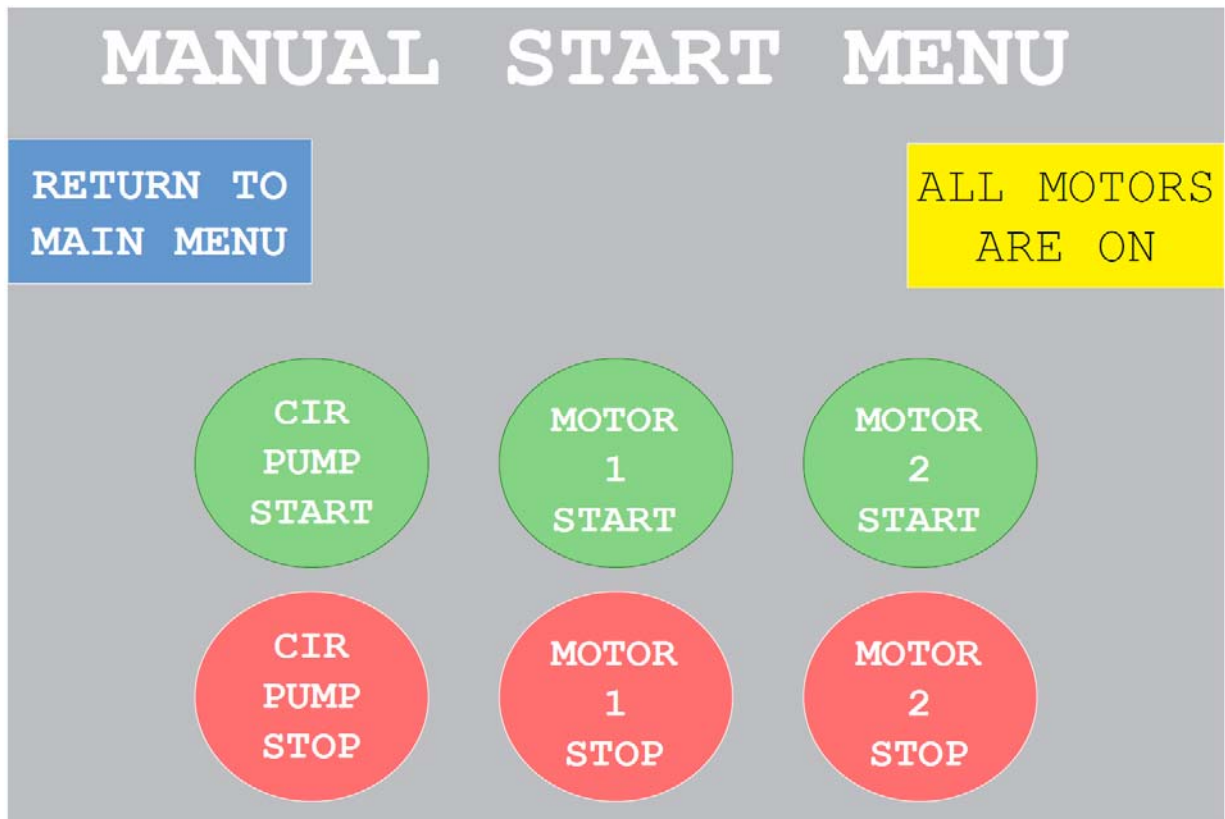 MANUAL START MENU
RETURN TO
MAIN MENU
ALL MOTORS
ARE ON
CIR
PUMP
START
MOTOR
1
START
MOTOR
2
START
CIR
PUMP
STOP
MOTOR
1
STOP
MOTOR
2
STOP